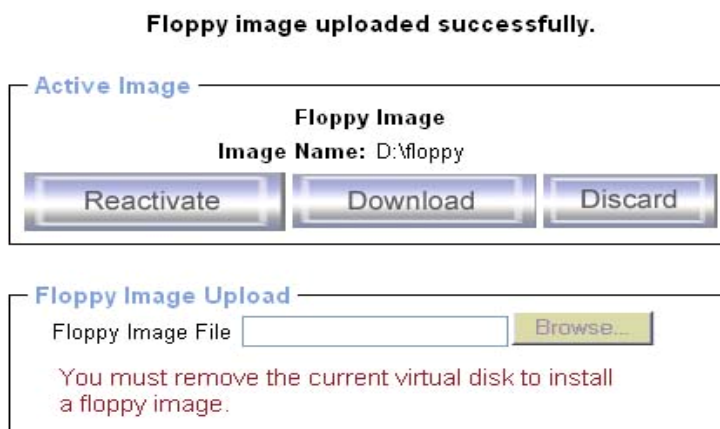 Floppy image uploaded successfully.
Active Image
Floppy Image
Image Name: D:\floppy
Reactivate Download Discard
Floppy Image Upload
Floppy Image File Browse...
You must remove the current virtual disk to install
a floppy image.